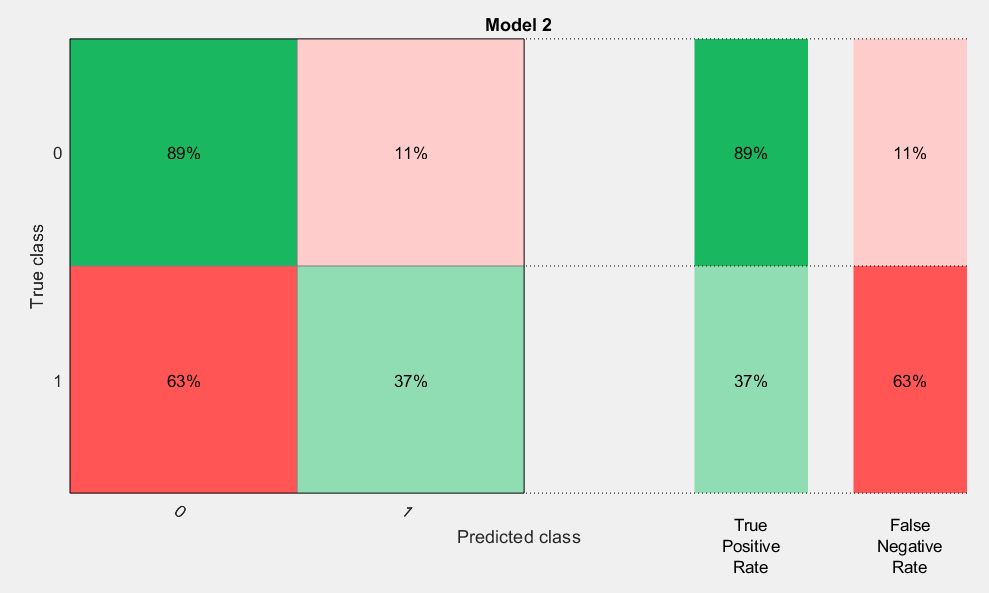 Model 2
0
89%
11%
89%
11%
1
63%
37%
37%
63%
True class
0
1
Predicted class
True
Positive
Rate
False
Negative
Rate